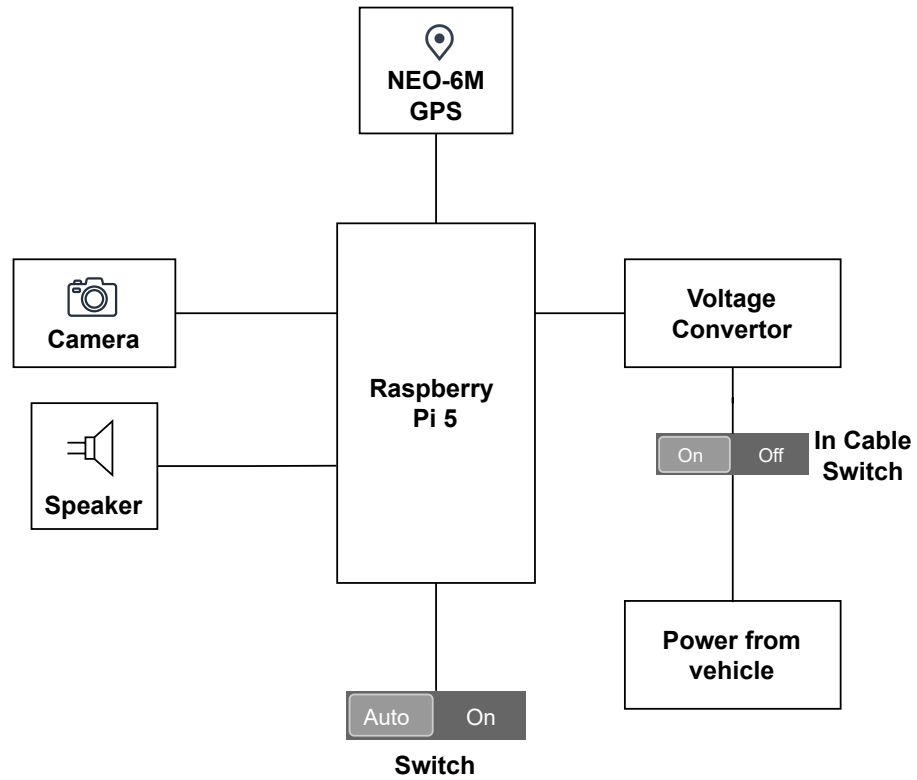 NEO-6M
GPS
Camera
Voltage
Convertor
Raspberry
Pi 5
On
Off
In Cable
Switch
Speaker
Power from
vehicle
Auto
On
Switch